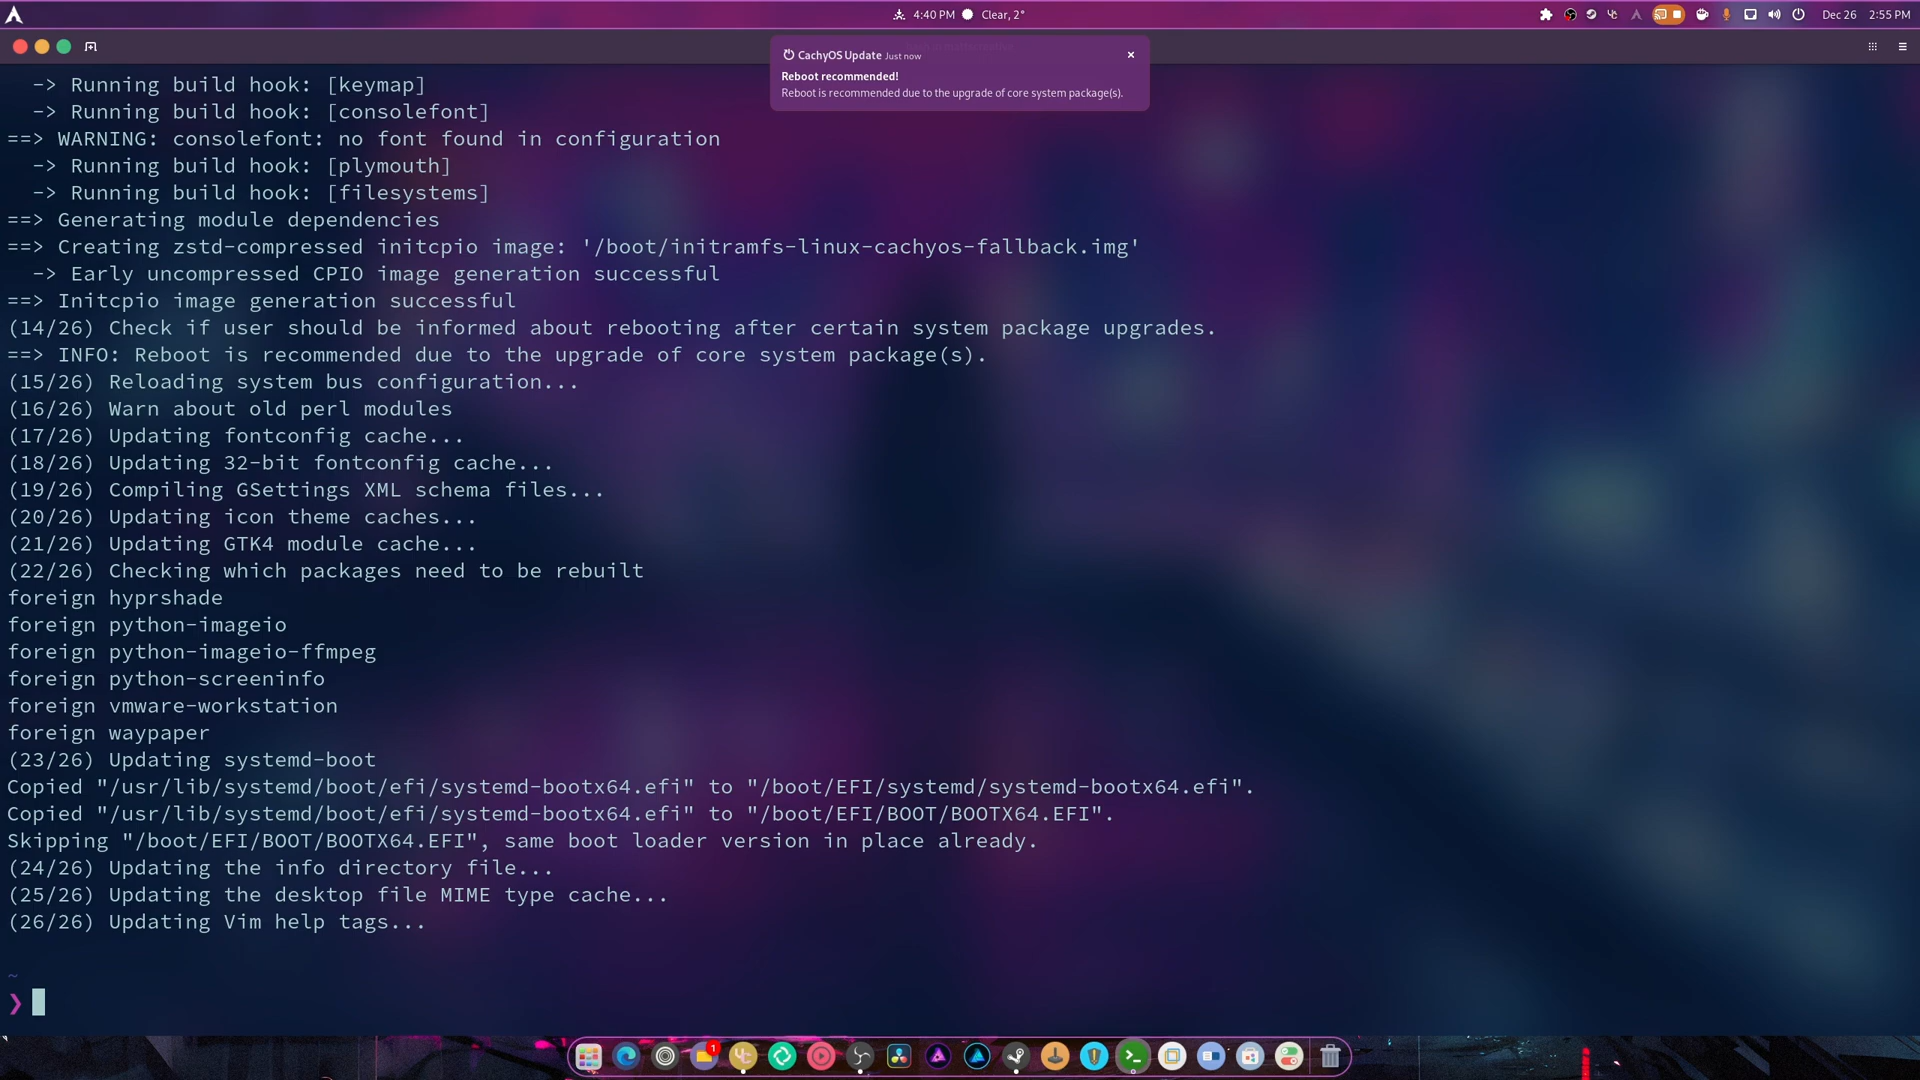 4:40 PM Clear, 2°
Dec 26 2:55 PM
CachyOS Update Just now
Reboot recommended!
Reboot is recommended due to the upgrade of core system package(s).
-> Running build hook: [keymap]
-> Running build hook: [consolefont]
==> WARNING: consolefont: no font found in configuration
-> Running build hook: [plymouth]
-> Running build hook: [filesystems]
==> Generating module dependencies
==> Creating zstd-compressed initcpio image: '/boot/initramfs-linux-cachyos-fallback.img'
-> Early uncompressed CPIO image generation successful
==> Initcpio image generation successful
(14/26) Check if user should be informed about rebooting after certain system package upgrades.
==> INFO: Reboot is recommended due to the upgrade of core system package(s).
(15/26) Reloading system bus configuration...
(16/26) Warn about old perl modules
(17/26) Updating fontconfig cache...
(18/26) Updating 32-bit fontconfig cache...
(19/26) Compiling GSettings XML schema files...
(20/26) Updating icon theme caches...
(21/26) Updating GTK4 module cache...
(22/26) Checking which packages need to be rebuilt
foreign hyprshade
foreign python-imageio
foreign python-imageio-ffmpeg
foreign python-screeninfo
foreign vmware-workstation
foreign waypaper
(23/26) Updating systemd-boot
Copied "/usr/lib/systemd/boot/efi/systemd-bootx64.efi" to "/boot/EFI/systemd/systemd-bootx64.efi".
Copied "/usr/lib/systemd/boot/efi/systemd-bootx64.efi" to "/boot/EFI/BOOT/BOOTX64.EFI".
Skipping "/boot/EFI/BOOT/BOOTX64.EFI", same boot loader version in place already.
(24/26) Updating the info directory file...
(25/26) Updating the desktop file MIME type cache...
(26/26) Updating Vim help tags...
~
❯
1